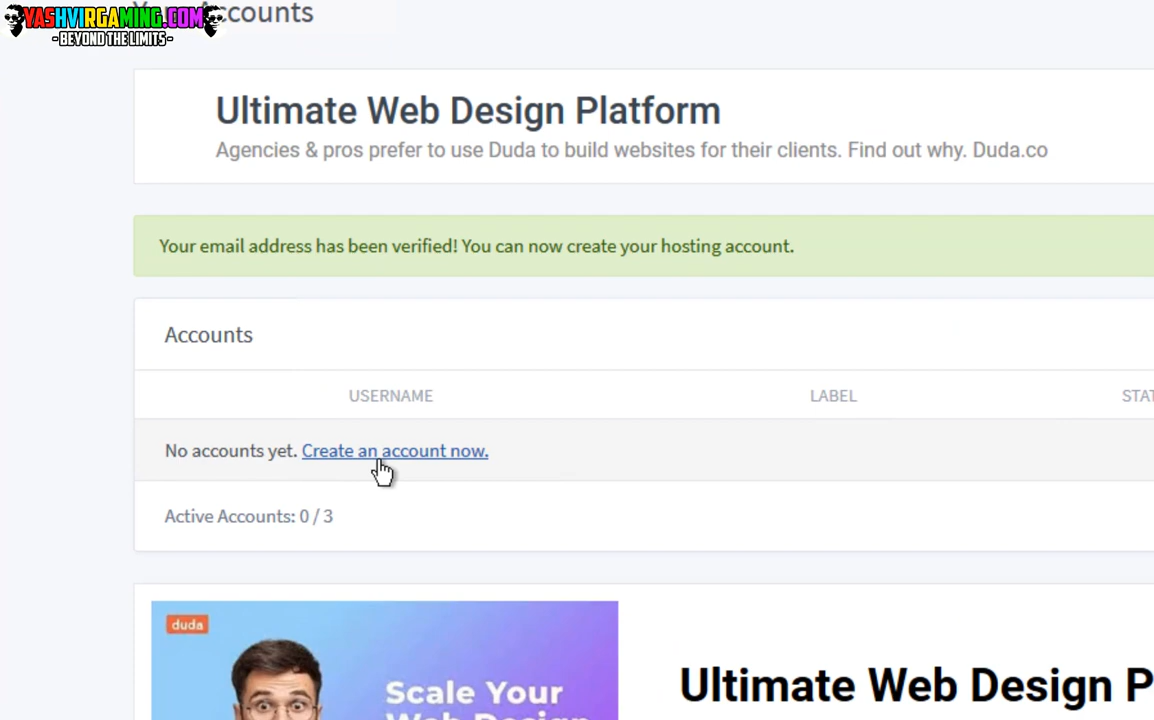 YASHVIRGAMING.COM
- BEYOND THE LIMITS -
Accounts
Ultimate Web Design Platform
Agencies & pros prefer to use Duda to build websites for their clients. Find out why. Duda.co
Your email address has been verified! You can now create your hosting account.
Accounts
USERNAME LABEL
No accounts yet. Create an account now.
Active Accounts: 0 / 3
duda
Scale Your
Web Design
Ultimate Web Design P